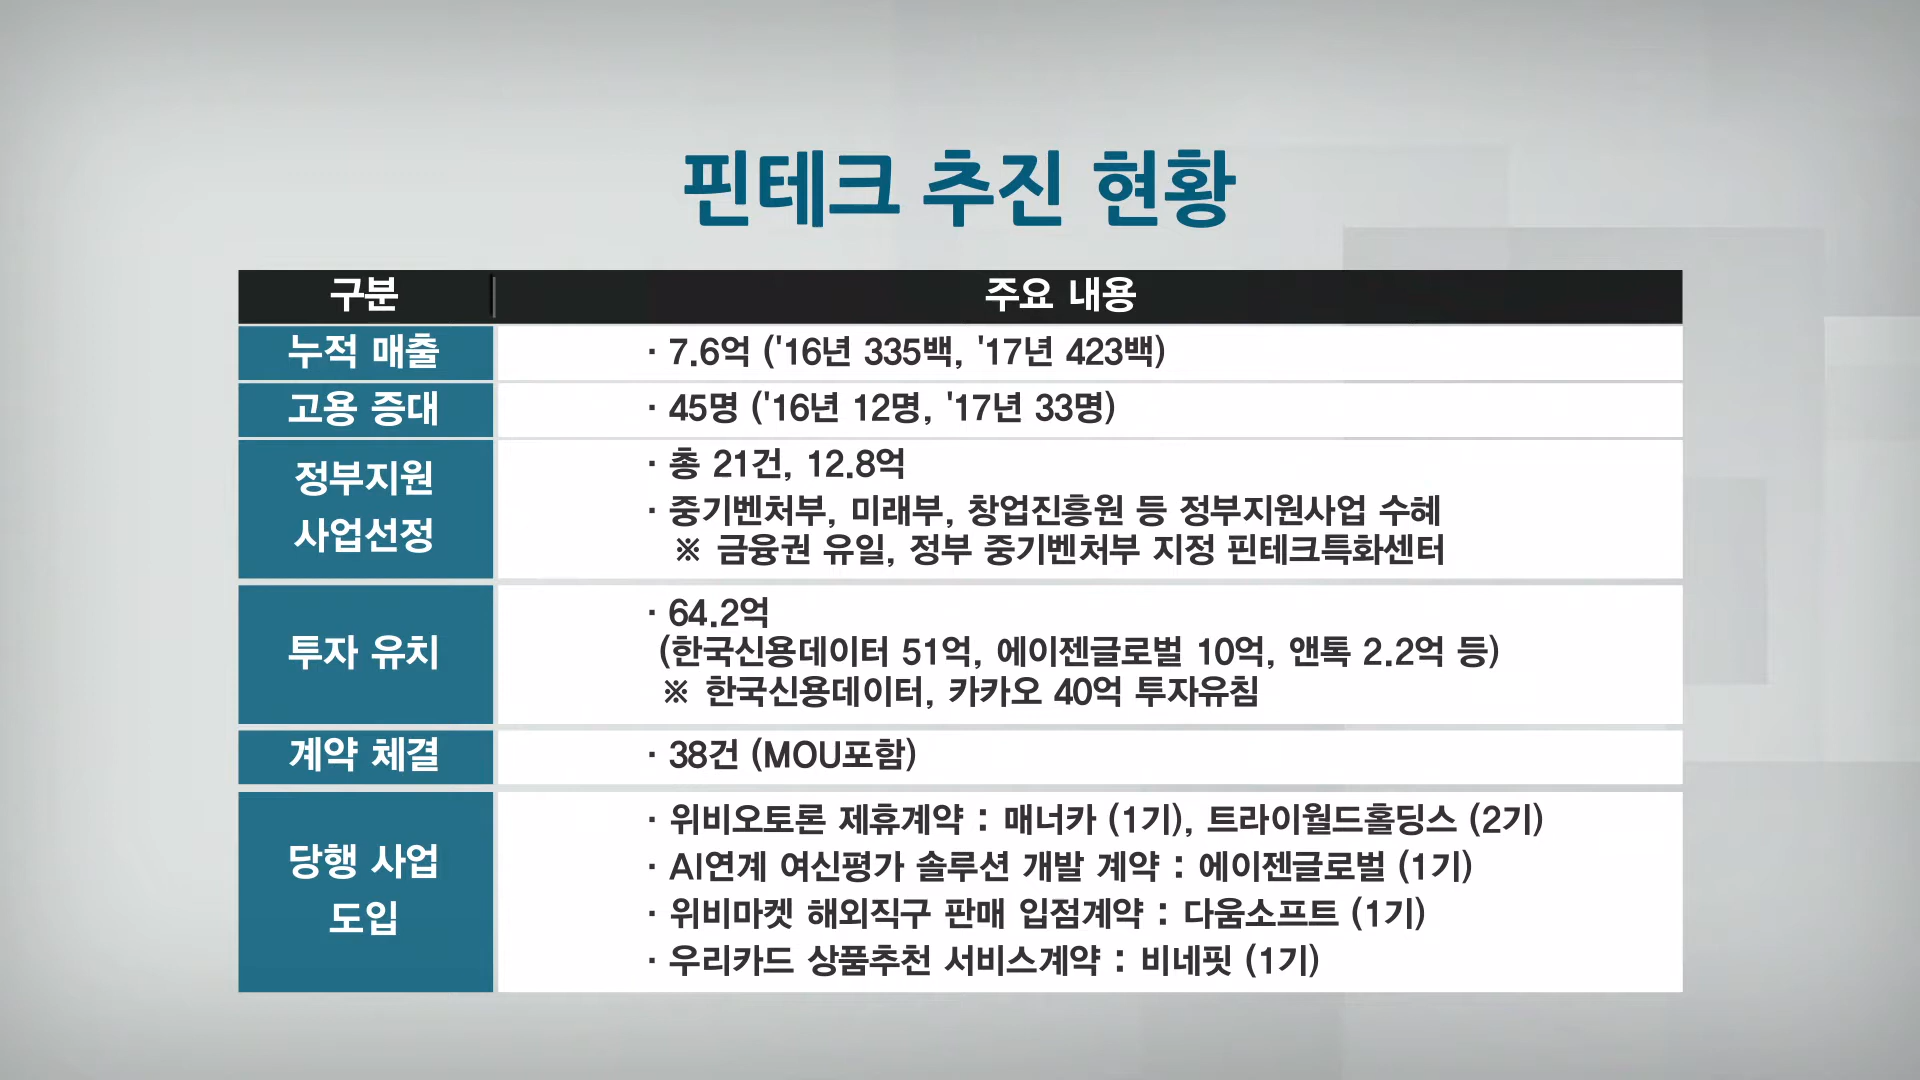 핀테크 추진 현황
구분 주요 내용
누적 매출 · 7.6억 ('16년 335백, '17년 423백)
고용 증대 · 45명 ('16년 12명, '17년 33명)
정부지원
사업선정
· 총 21건, 12.8억
· 중기벤처부, 미래부, 창업진흥원 등 정부지원사업 수혜
※ 금융권 유일, 정부 중기벤처부 지정 핀테크특화센터
투자 유치
· 64.2억
(한국신용데이터 51억, 에이젠글로벌 10억, 앤톡 2.2억 등)
※ 한국신용데이터, 카카오 40억 투자유침
계약 체결 · 38건 (MOU포함)
당행 사업
도입
· 위비오토론 제휴계약 : 매너카 (1기), 트라이월드홀딩스 (2기)
· AI연계 여신평가 솔루션 개발 계약 : 에이젠글로벌 (1기)
· 위비마켓 해외직구 판매 입점계약 : 다움소프트 (1기)
· 우리카드 상품추천 서비스계약 : 비네핏 (1기)